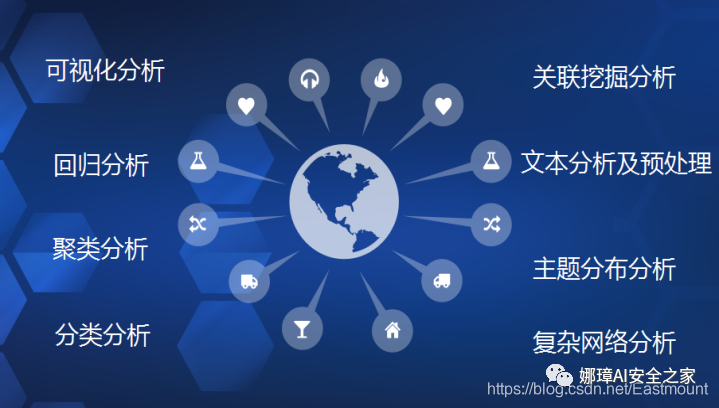 可视化分析
关联挖掘分析
回归分析
文本分析及预处理
聚类分析
主题分布分析
分类分析
复杂网络分析
娜璋AI安全之家
https://blog.csdn.net/Eastmount